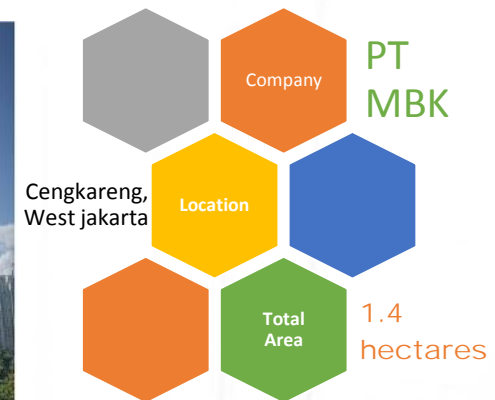 Company
PT
MBK
Cengkareng,
West jakarta
Location
Total
Area
1.4
hectares